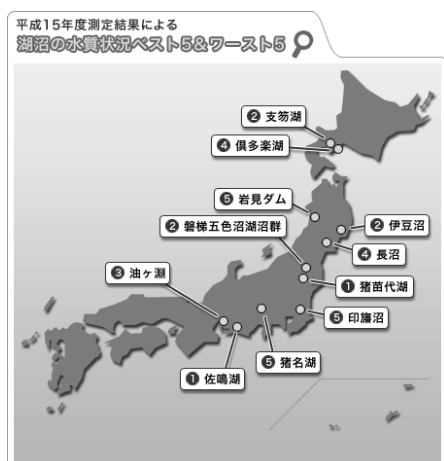 平成15年度測定結果による
湖沼の水質状況ベスト5&ワースト5
❷ 支笏湖
❹ 倶多楽湖
❺ 岩見ダム
❷ 磐梯五色沼湖沼群
❷ 伊豆沼
❹ 長沼
❸ 油ヶ淵
❶ 猪苗代湖
❺ 印旛沼
❺ 猪名湖
❶ 佐鳴湖